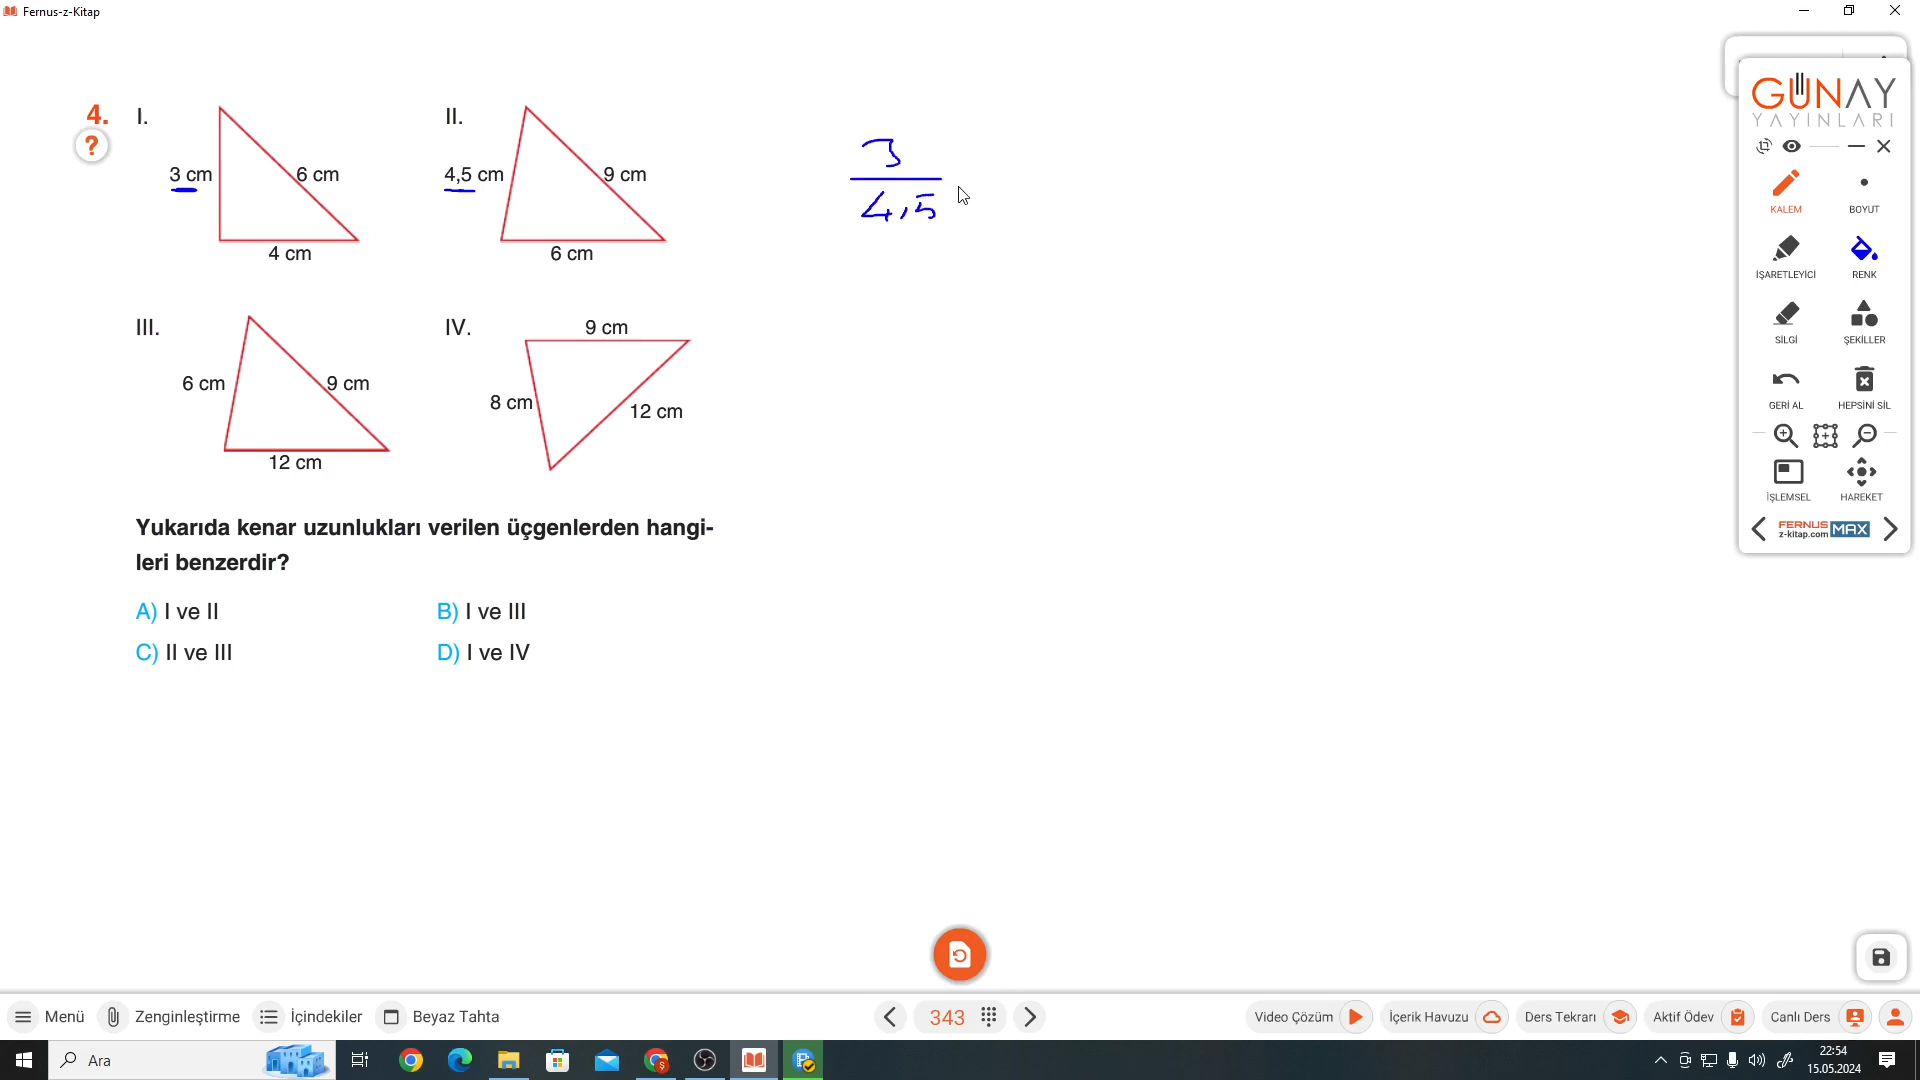 Fernus-z-Kitap
4.
?
I.
3 cm
6 cm
4 cm
II.
4,5 cm
9 cm
6 cm
3
4,5
III.
6 cm
9 cm
12 cm
IV.
9 cm
8 cm
12 cm
Yukarıda kenar uzunlukları verilen üçgenlerden hangi-
leri benzerdir?
A) I ve II
B) I ve III
C) II ve III
D) I ve IV
GÜNAY
YAYINLARI
KALEM
BOYUT
İŞARETLEYİCİ
RENK
SİLGİ
ŞEKİLLER
GERİ AL
HEPSİNİ SİL
İŞLEMSEL
HAREKET
FERNUS
z-kitap.com
MAX
Menü
Zenginleştirme
İçindekiler
Beyaz Tahta
343
Video Çözüm
İçerik Havuzu
Ders Tekrarı
Aktif Ödev
Canlı Ders
Ara
22:54
15.05.2024